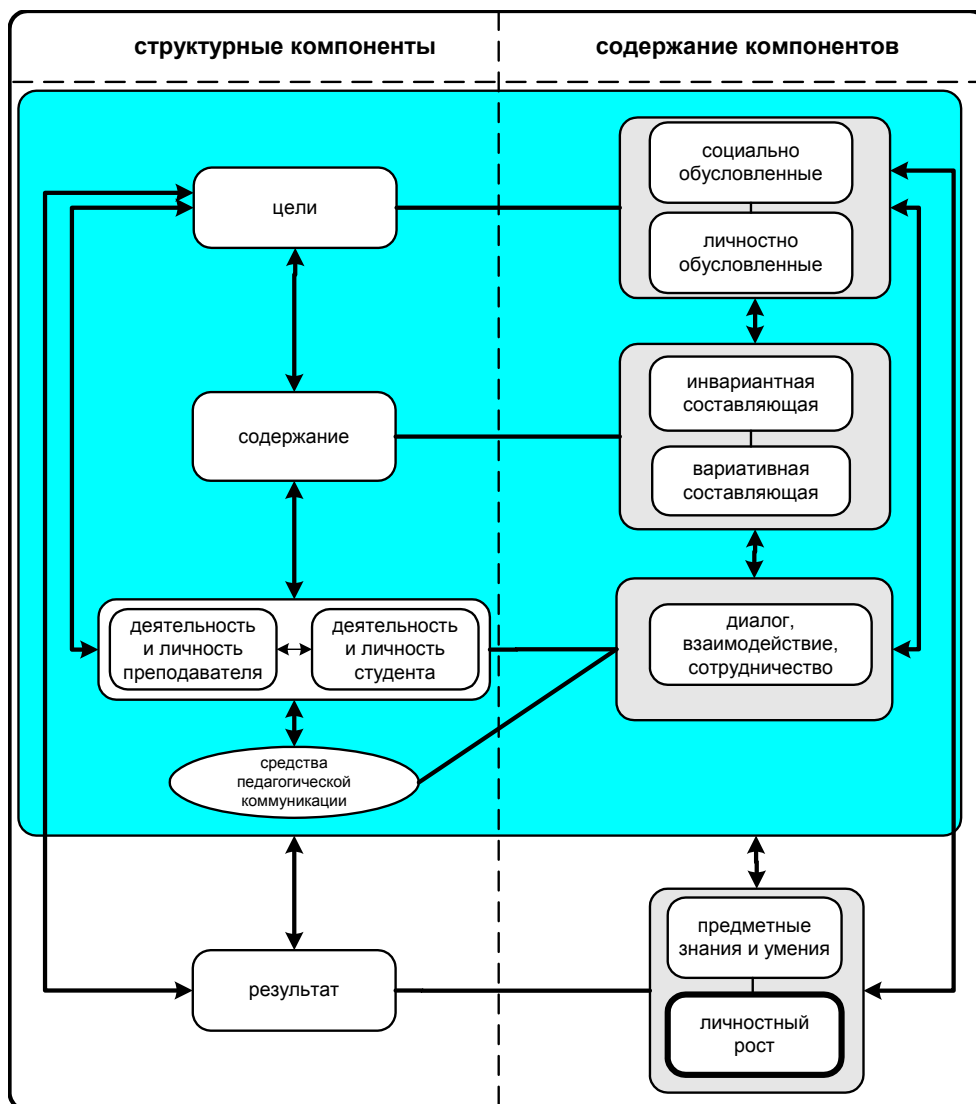 структурные компоненты
содержание компонентов
цели
социально
обусловленные
личностно
обусловленные
содержание
инвариантная
составляющая
вариативная
составляющая
деятельность
и личность
преподавателя
деятельность
и личность
студента
диалог,
взаимодействие,
сотрудничество
средства
педагогической
коммуникации
результат
предметные
знания и умения
личностный
рост